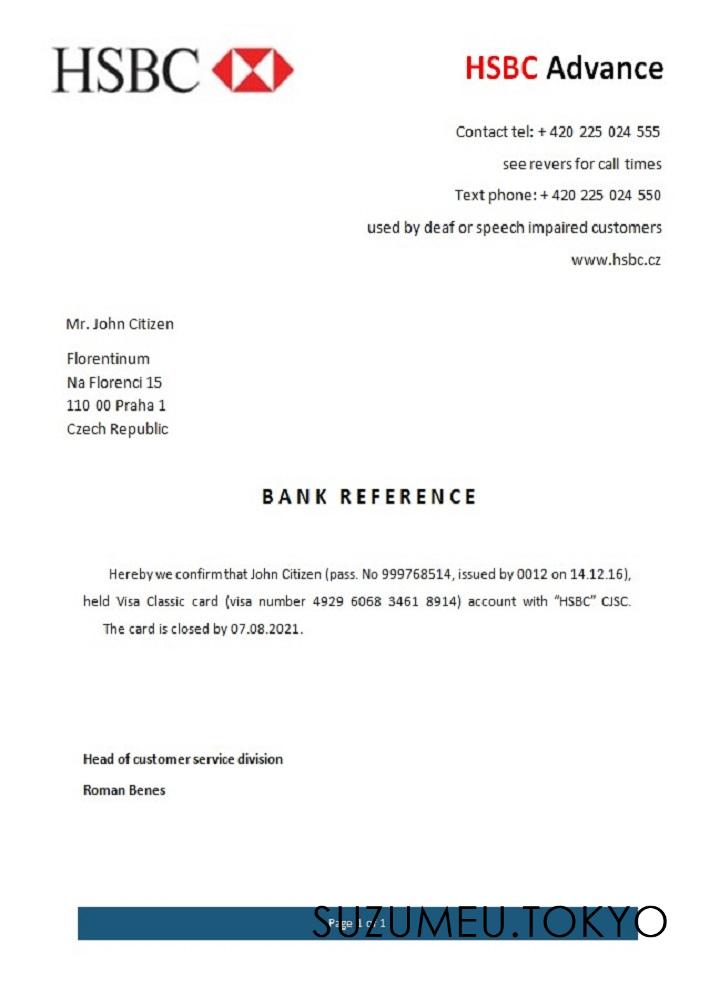 HSBC
HSBC Advance
Contact tel: + 420 225 024 555
see revers for call times
Text phone: + 420 225 024 550
used by deaf or speech impaired customers
www.hsbc.cz
Mr. John Citizen
Florentinum
Na Florenci 15
110 00 Praha 1
Czech Republic
BANK REFERENCE
Hereby we confirm that John Citizen (pass. No 999768514, issued by 0012 on 14.12.16),
held Visa Classic card (visa number 4929 6068 3461 8914) account with “HSBC” CJSC.
The card is closed by 07.08.2021.
Head of customer service division
Roman Benes
Page 1 of 1
SUZUMEU.TOKYO